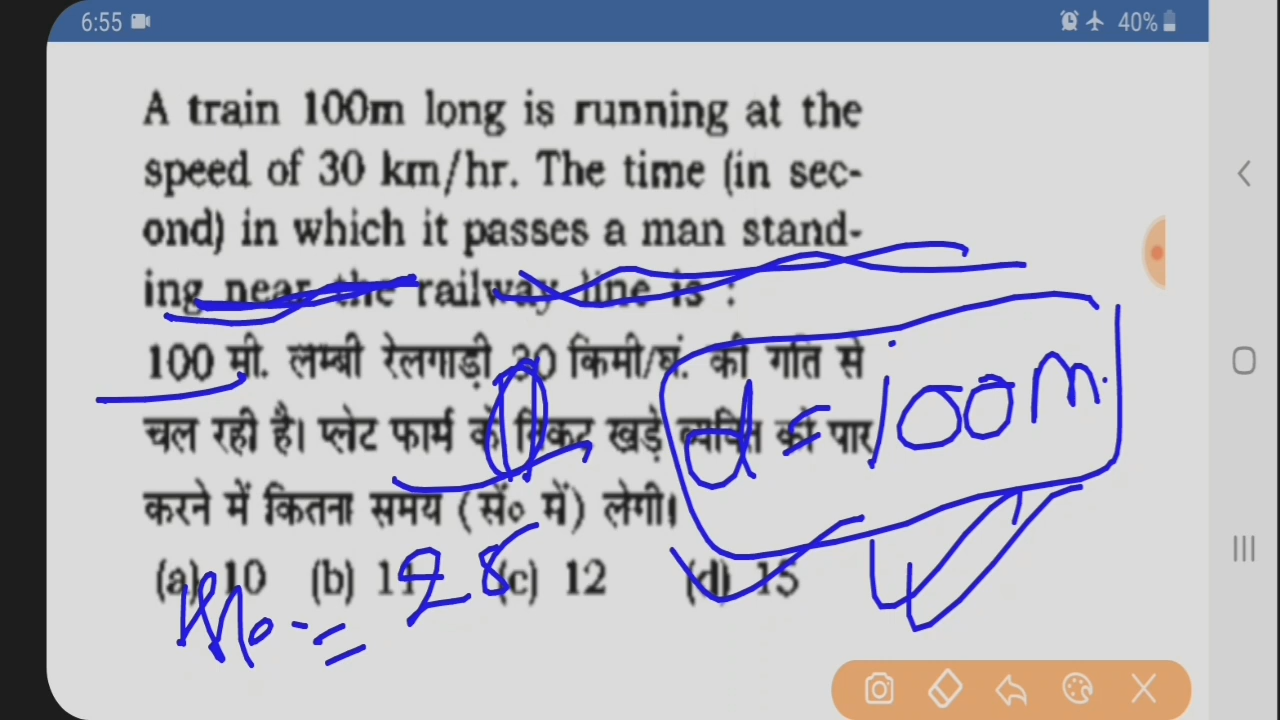 6:55
40%
A train 100m long is running at the
speed of 30 km/hr. The time (in sec-
ond) in which it passes a man stand-
ing near the railway line is :
100 मी. लम्बी रेलगाड़ी 30 किमी/घं. की गति से
चल रही है। प्लेट फार्म के निकट खड़े व्यक्ति को पार
करने में कितना समय (सें० में) लेगी।
(a) 10 (b) 11 (c) 12 (d) 15
d = 100m